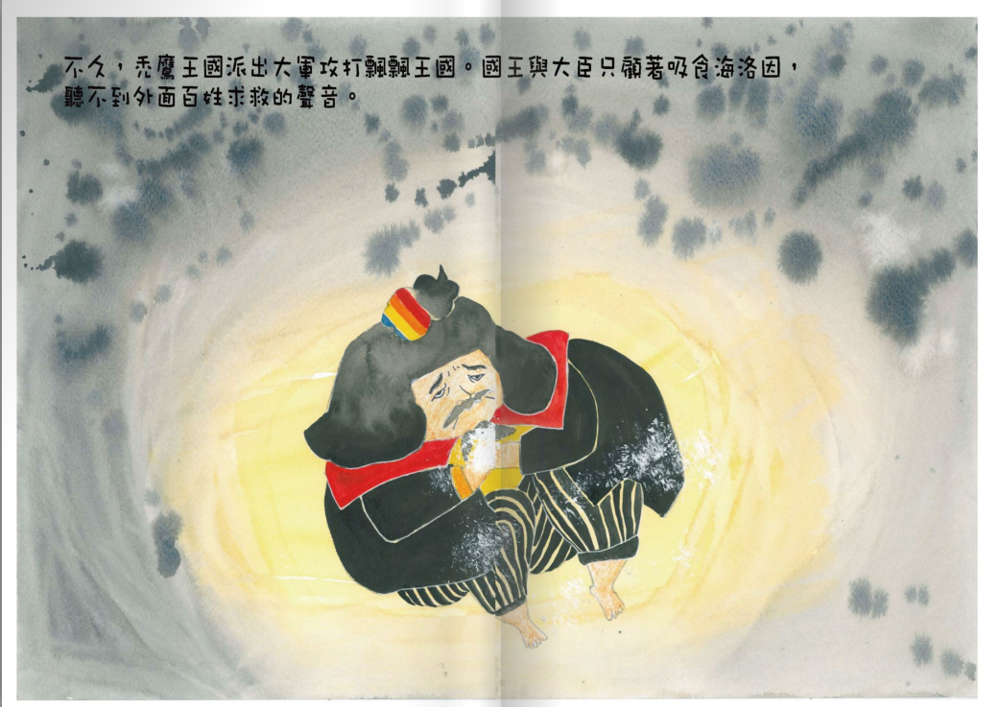 不久，禿鷹王國派出大軍攻打飄飄王國。國王與大臣只顧著吸食海洛因，
聽不到外面百姓求救的聲音。